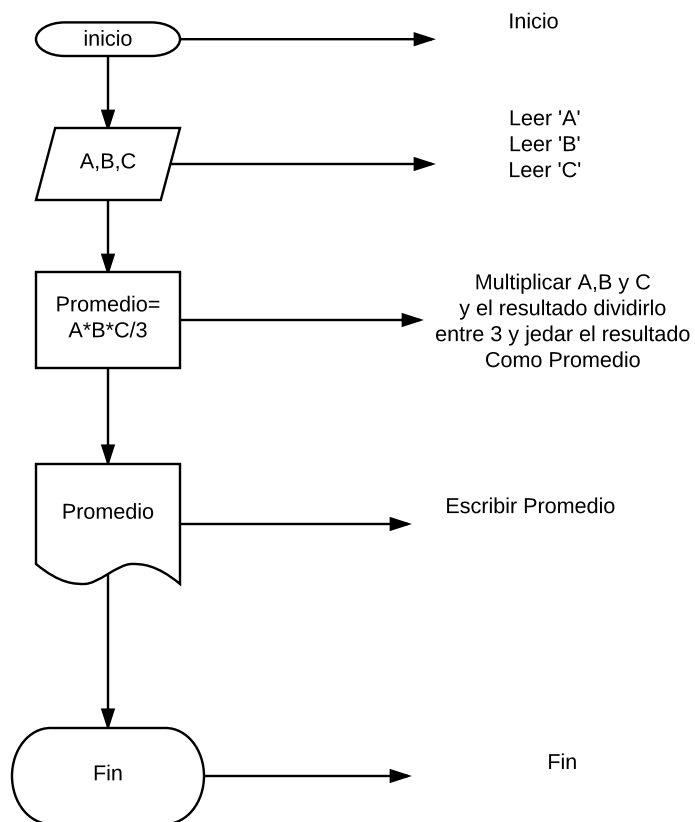 inicio
Inicio
A,B,C
Leer 'A'
Leer 'B'
Leer 'C'
Promedio=
A*B*C/3
Multiplicar A,B y C
y el resultado dividirlo
entre 3 y jedar el resultado
Como Promedio
Promedio
Escribir Promedio
Fin
Fin